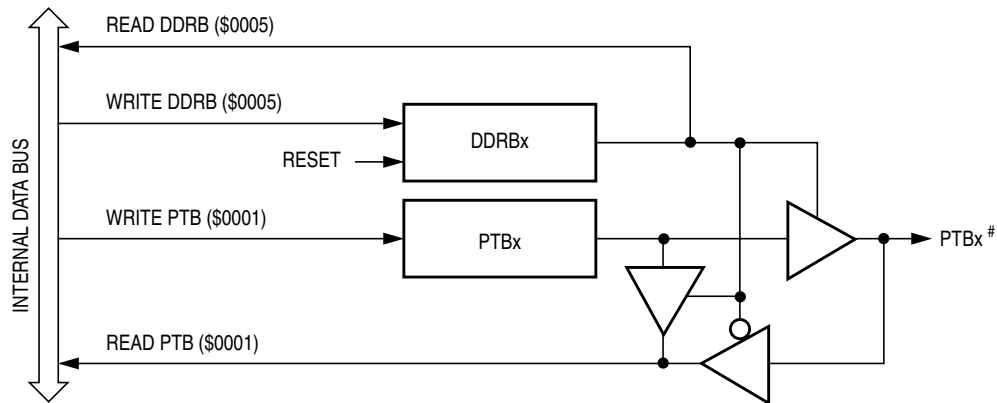 READ DDRB ($0005)
WRITE DDRB ($0005)
RESET
DDRBx
WRITE PTB ($0001)
PTBx
PTBx #
READ PTB ($0001)
INTERNAL DATA BUS